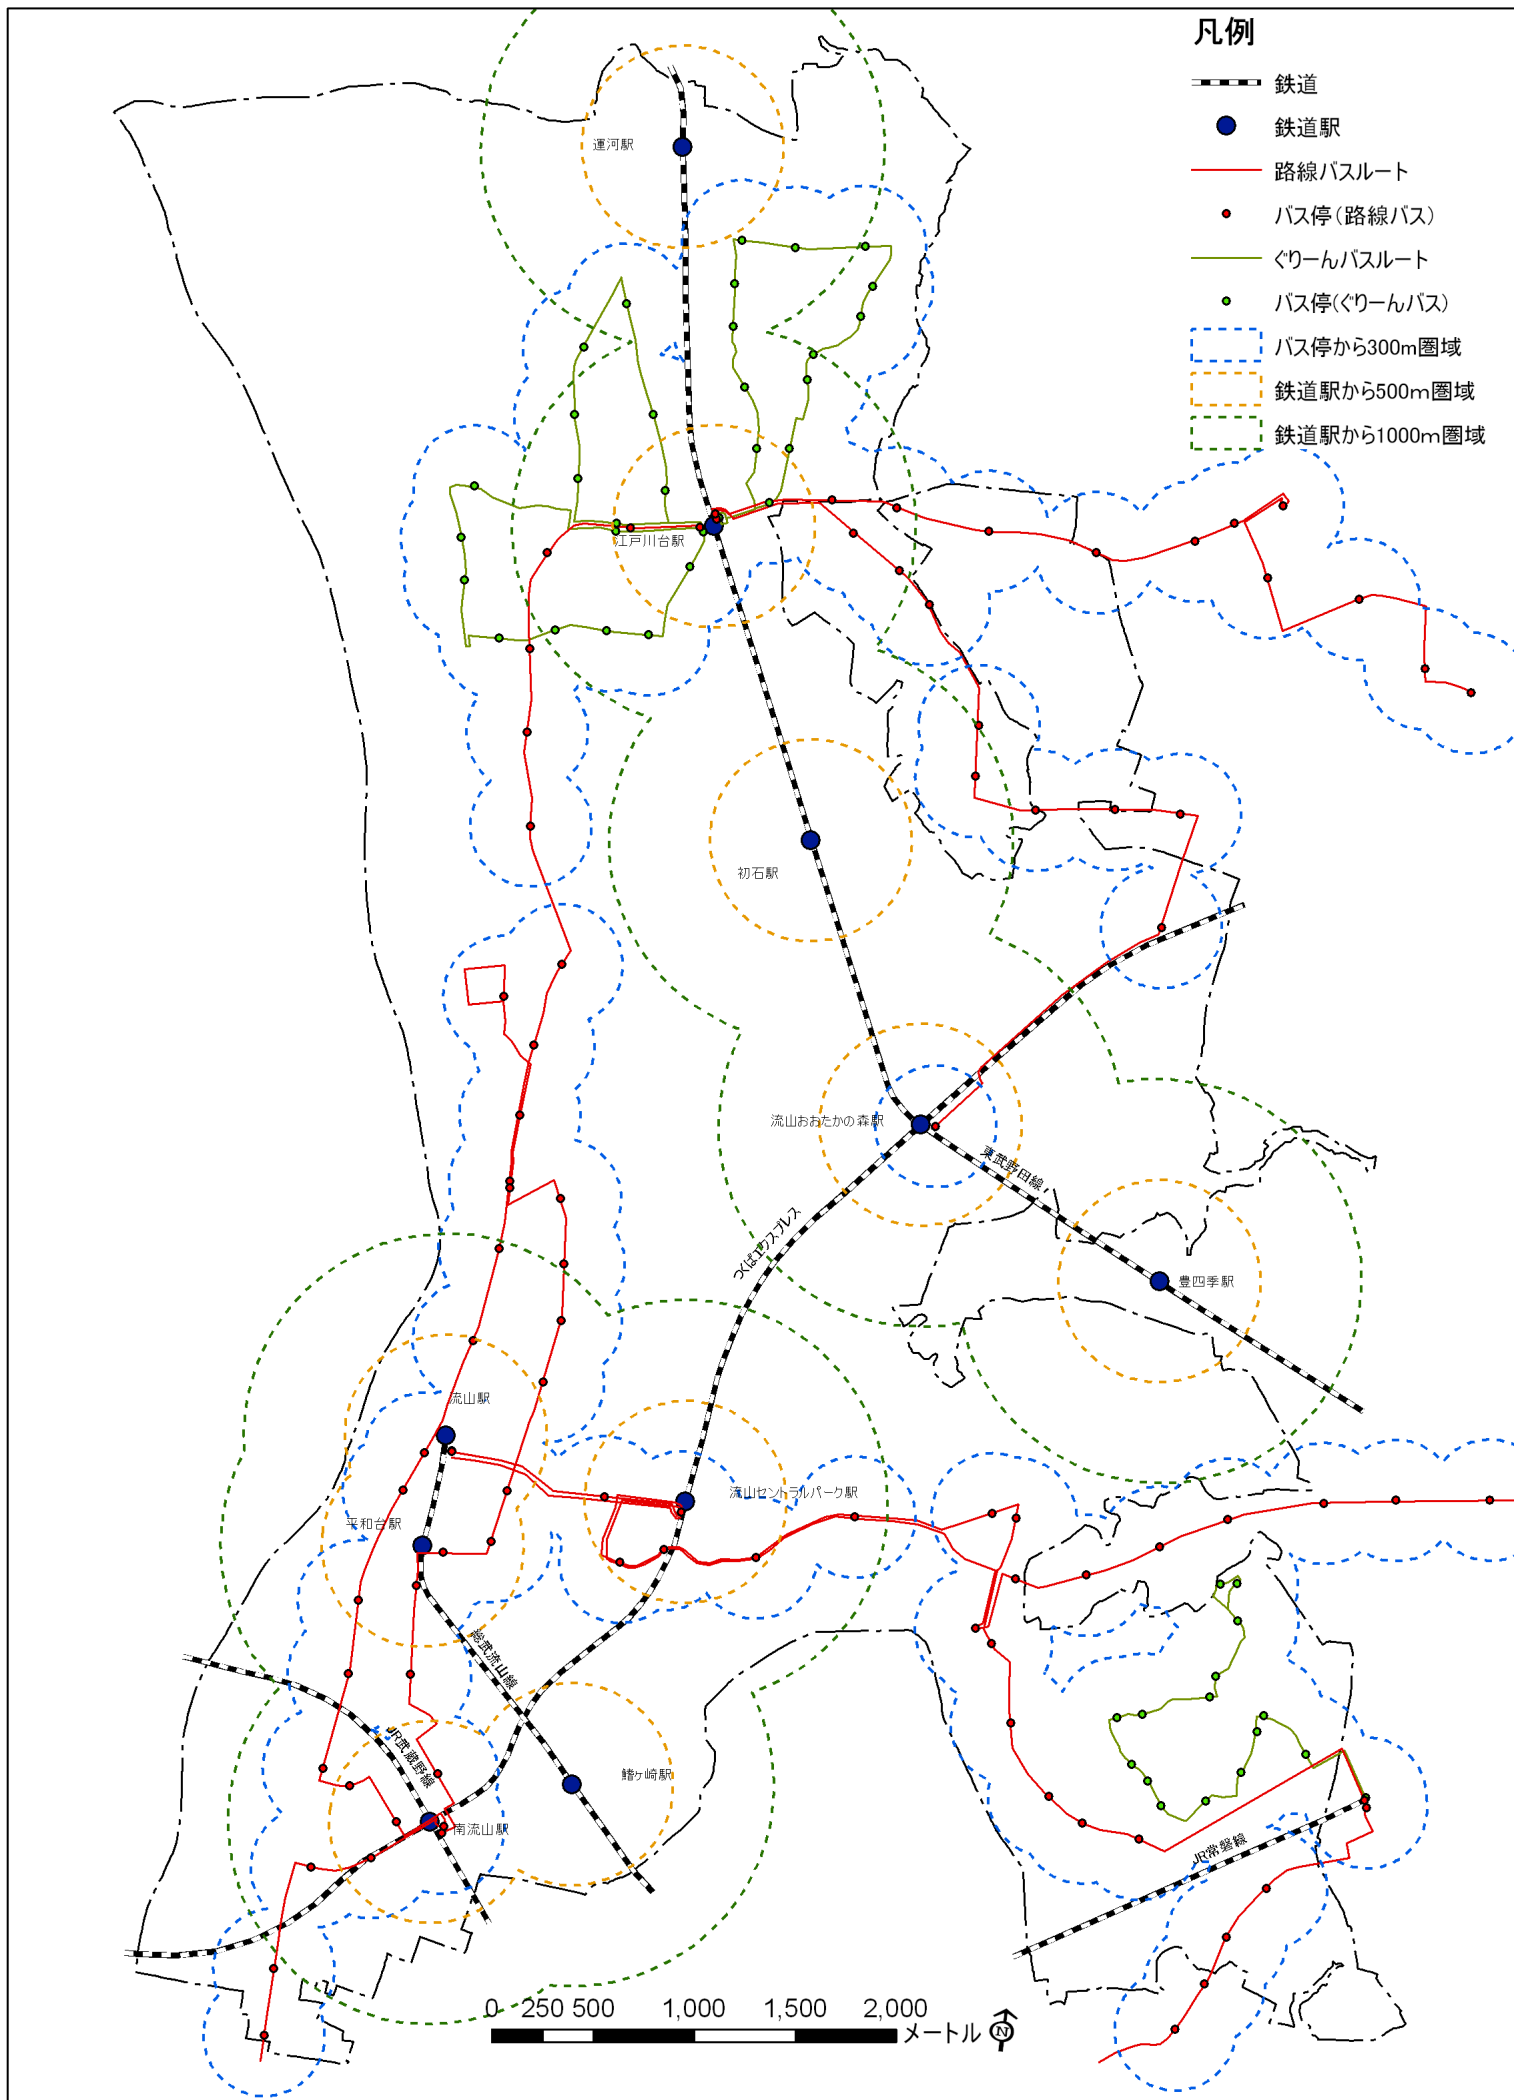 凡例
鉄道
鉄道駅
路線バスルート
バス停(路線バス)
ぐりーんバスルート
バス停(ぐりーんバス)
バス停から300m圏域
鉄道駅から500m圏域
鉄道駅から1000m圏域
運河駅
江戸川台駅
初石駅
流山おおたかの森駅
東武野田線
つくばエクスプレス
豊四季駅
流山駅
流山セントラルパーク駅
平和台駅
総武流山線
JR武蔵野線
鰭ヶ崎駅
南流山駅
JR常磐線
0 250 500 1,000 1,500 2,000
メートル
N